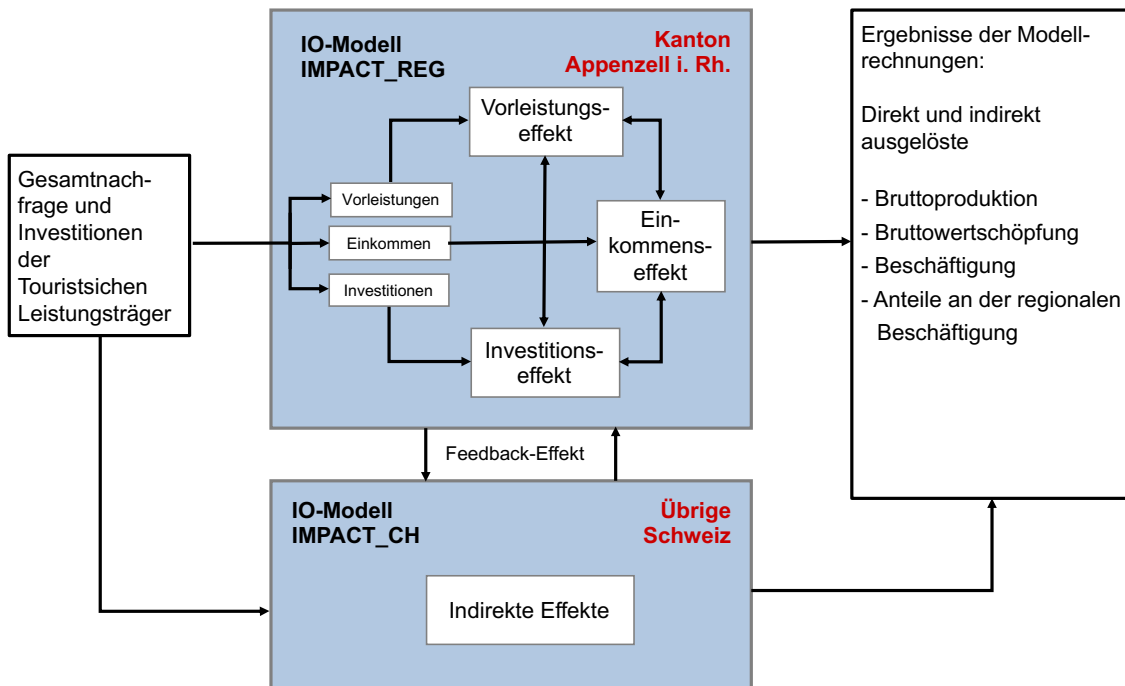 Gesamtnach-
frage und
Investitionen
der
Touristsichen
Leistungsträger
IO-Modell
IMPACT_REG
Kanton
Appenzell i. Rh.
Vorleistungs-
effekt
Vorleistungen
Einkommen
Investitionen
Ein-
kommens-
effekt
Investitions-
effekt
Feedback-Effekt
IO-Modell
IMPACT_CH
Übrige
Schweiz
Indirekte Effekte
Ergebnisse der Modell-
rechnungen:
Direkt und indirekt
ausgelöste
- Bruttoproduktion
- Bruttowertschöpfung
- Beschäftigung
- Anteile an der regionalen
Beschäftigung